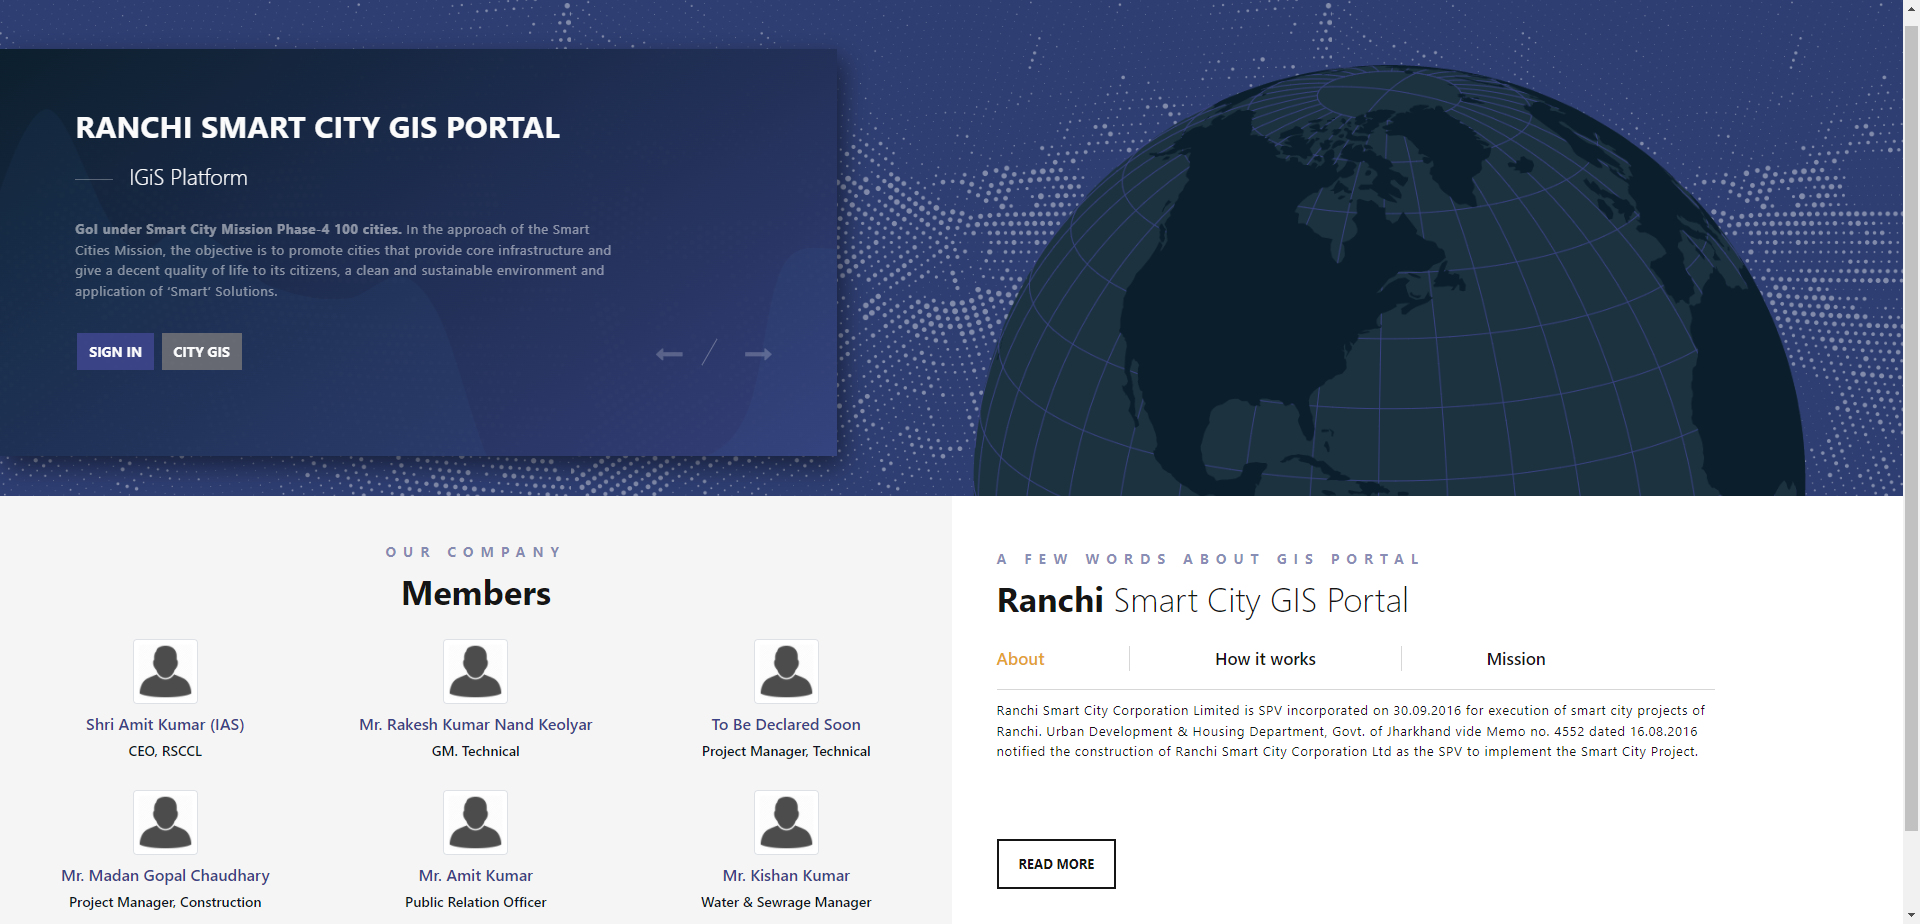 RANCHI SMART CITY GIS PORTAL
IGiS Platform
GoI under Smart City Mission Phase-4 100 cities. In the approach of the Smart
Cities Mission, the objective is to promote cities that provide core infrastructure and
give a decent quality of life to its citizens, a clean and sustainable environment and
application of ‘Smart’ Solutions.
SIGN IN
CITY GIS
OUR COMPANY
Members
Shri Amit Kumar (IAS)
CEO, RSCCL
Mr. Rakesh Kumar Nand Keolyar
GM. Technical
To Be Declared Soon
Project Manager, Technical
Mr. Madan Gopal Chaudhary
Project Manager, Construction
Mr. Amit Kumar
Public Relation Officer
Mr. Kishan Kumar
Water & Sewrage Manager
A FEW WORDS ABOUT GIS PORTAL
Ranchi Smart City GIS Portal
About
How it works
Mission
Ranchi Smart City Corporation Limited is SPV incorporated on 30.09.2016 for execution of smart city projects of
Ranchi. Urban Development & Housing Department, Govt. of Jharkhand vide Memo no. 4552 dated 16.08.2016
notified the construction of Ranchi Smart City Corporation Ltd as the SPV to implement the Smart City Project.
READ MORE